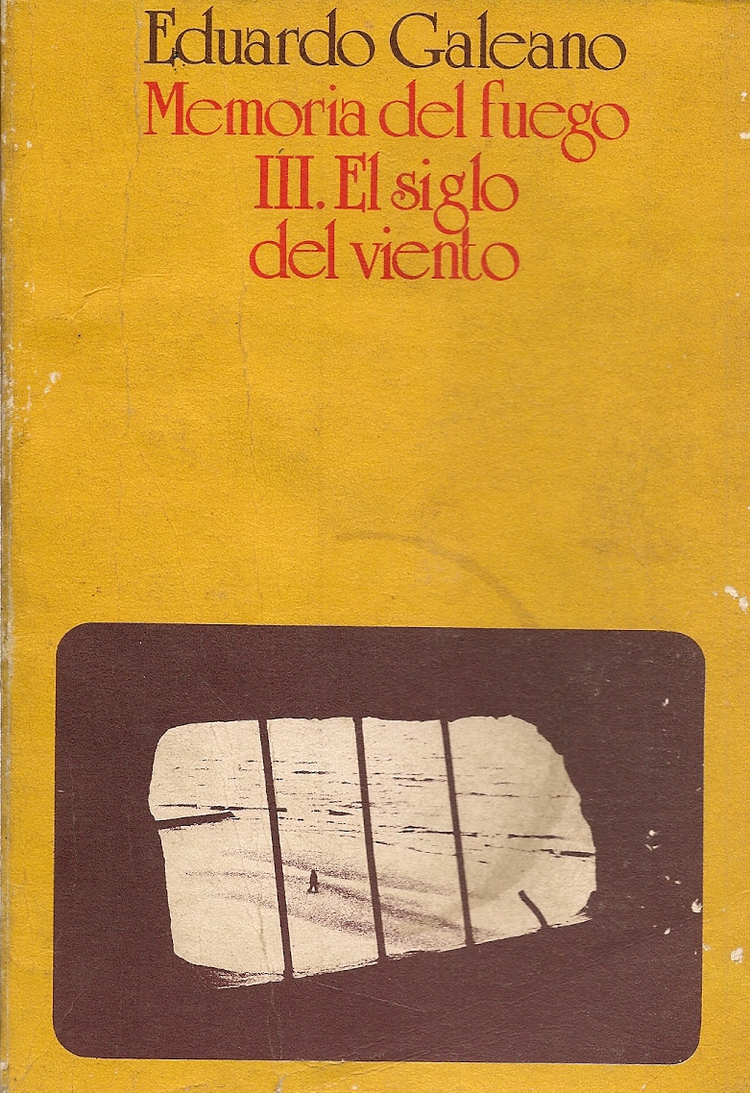 Eduardo Galeano
Memoria del fuego
III. El siglo
del viento